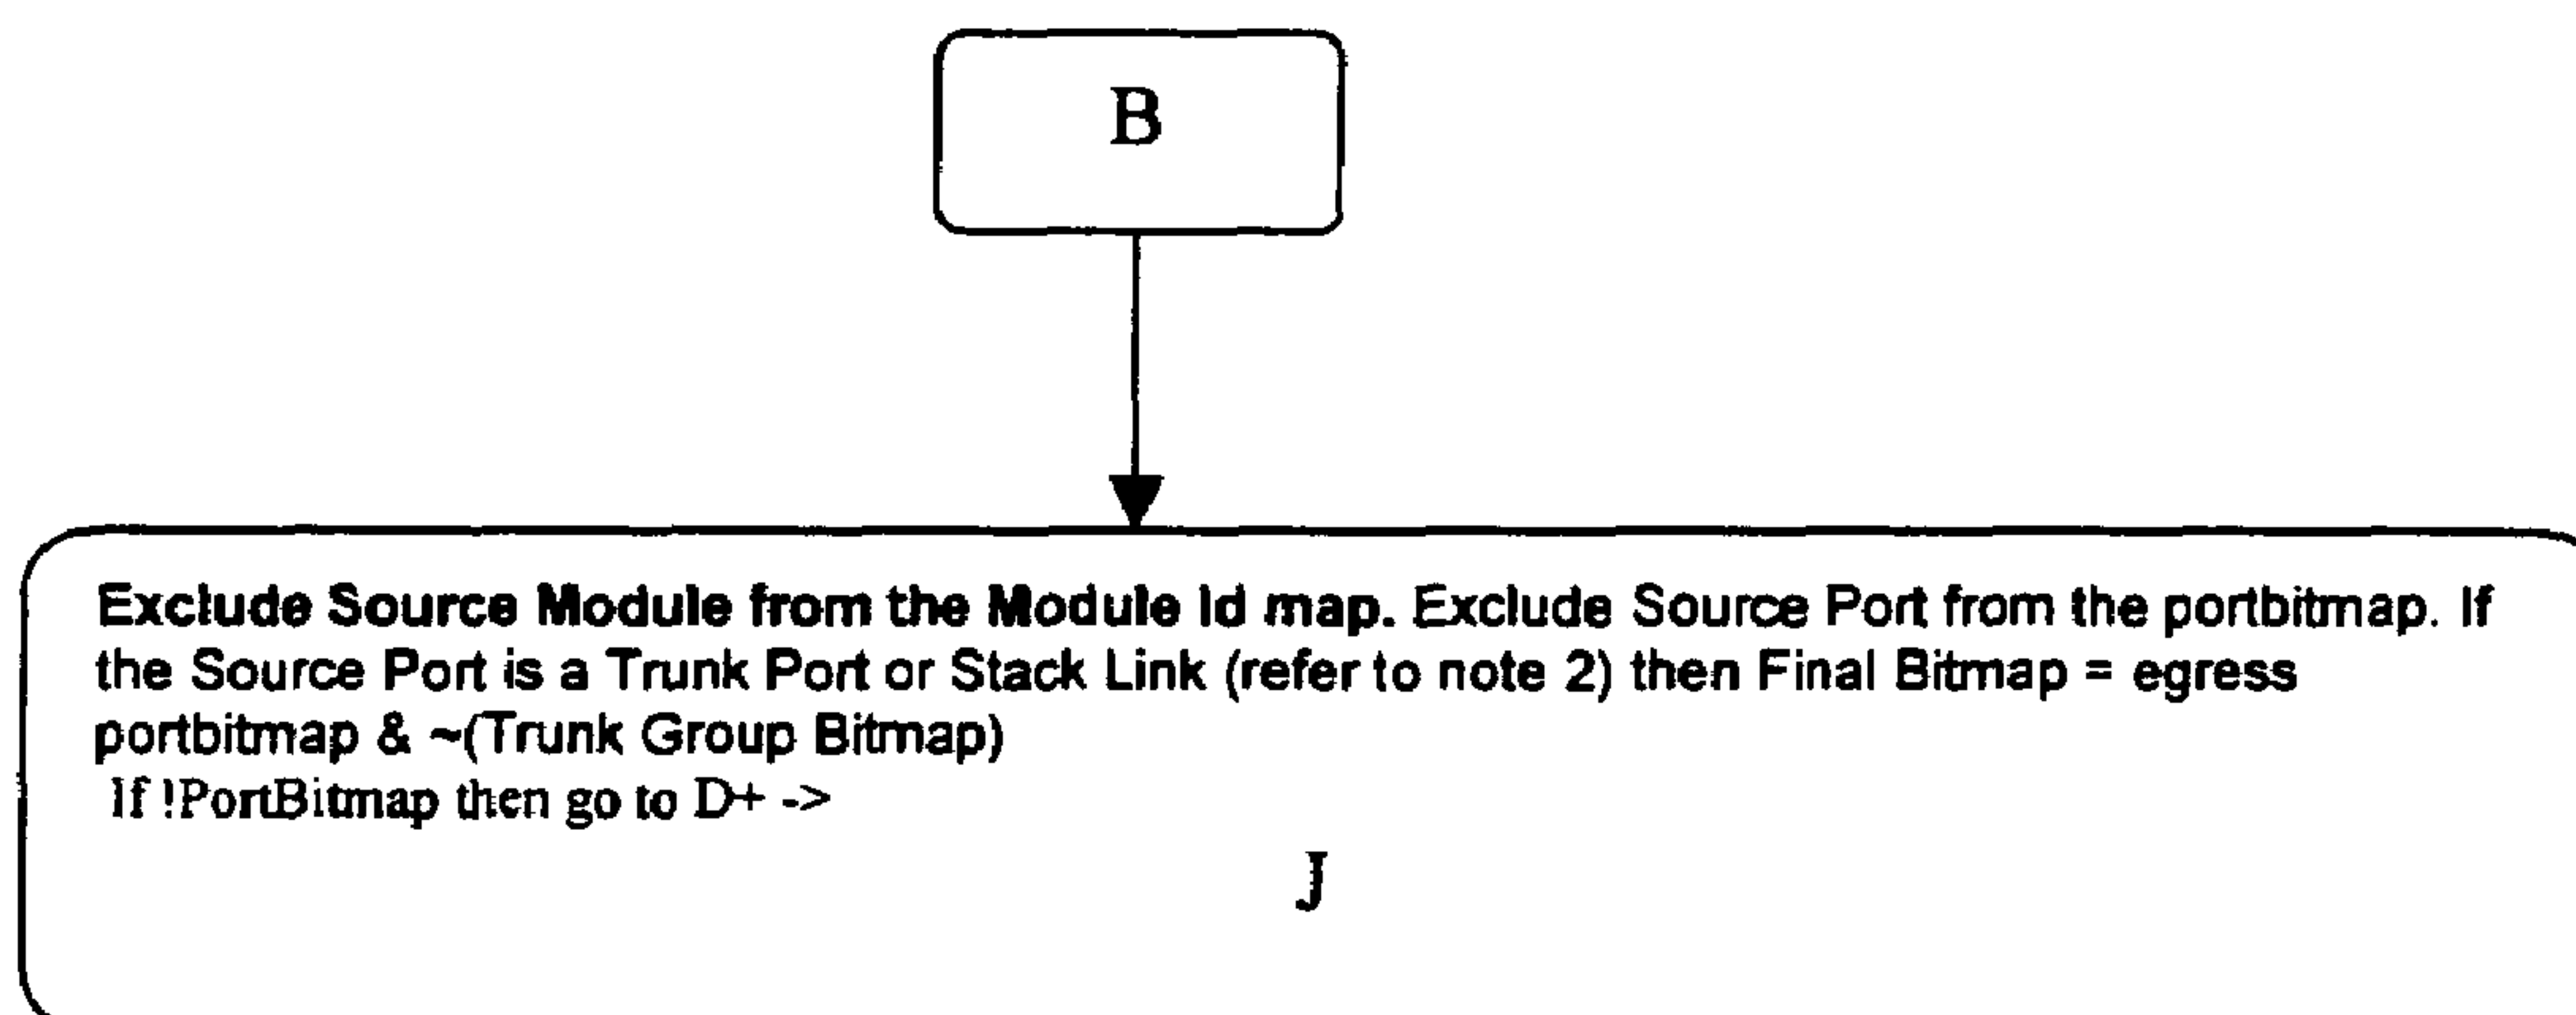 B
Exclude Source Module from the Module Id map. Exclude Source Port from the portbitmap. If
the Source Port is a Trunk Port or Stack Link (refer to note 2) then Final Bitmap = egress
portbitmap & ~(Trunk Group Bitmap)
If !PortBitmap then go to D+ ->
J